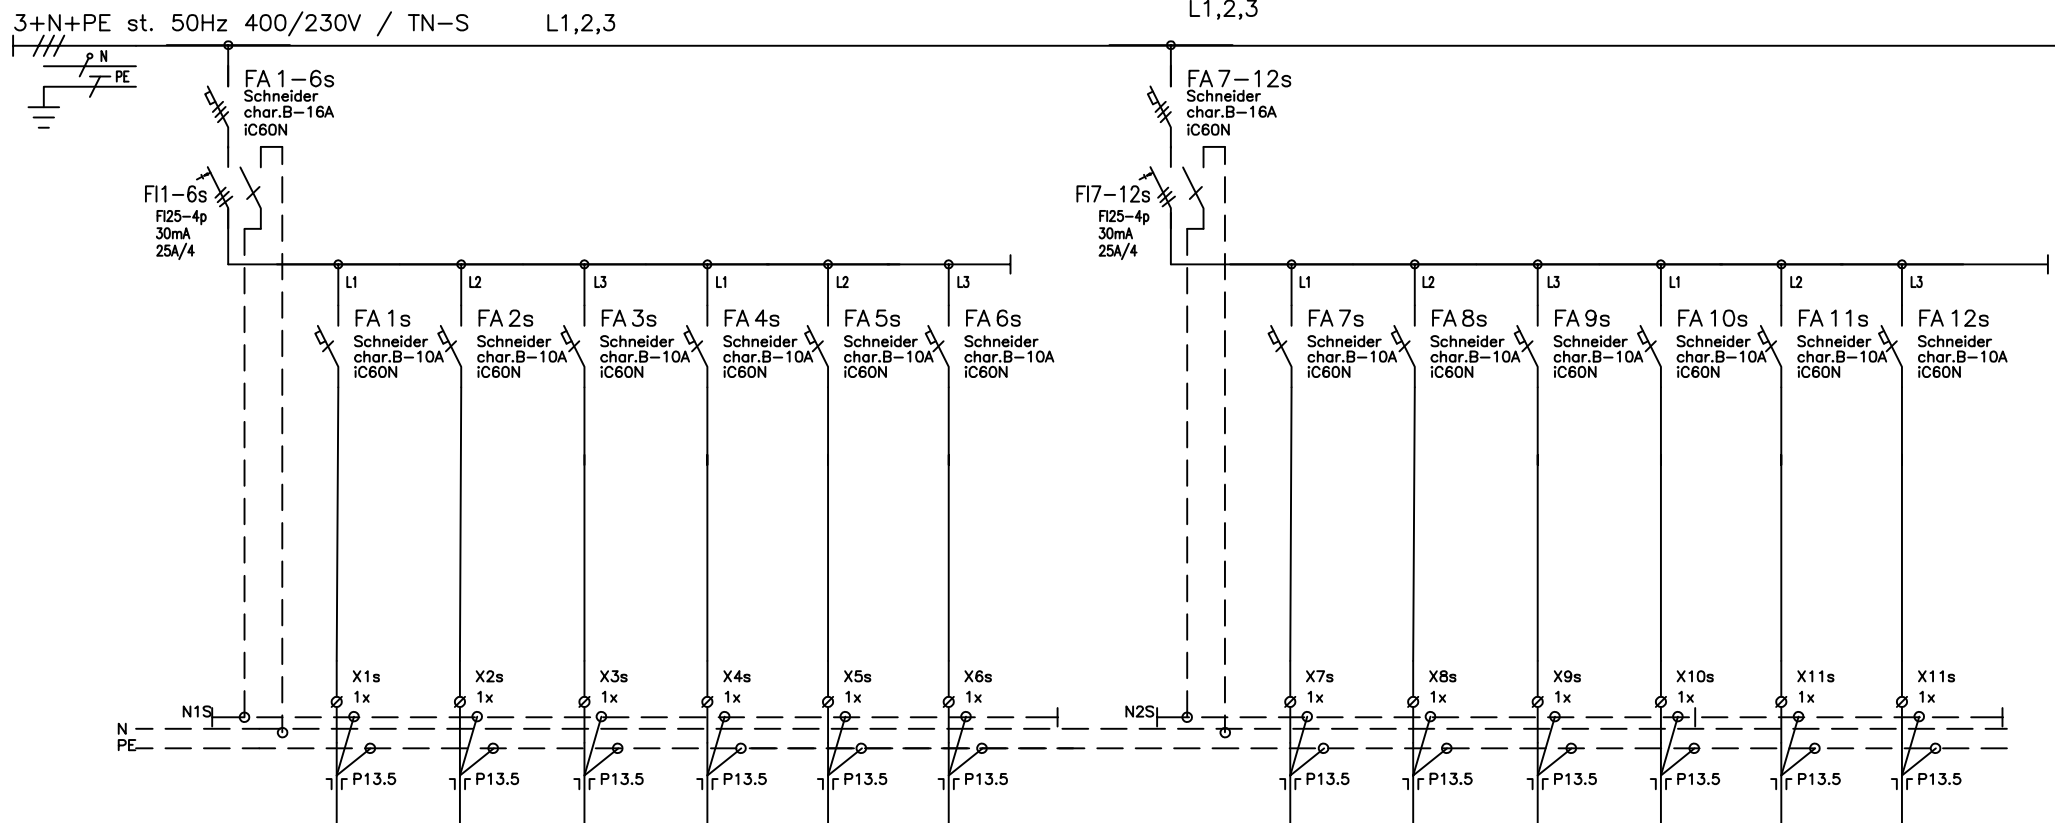 3+N+PE st. 50Hz 400/230V / TN-S L1,2,3
L1,2,3
N
PE
FA 1-6s
Schneider
char.B-16A
iC60N
FI1-6s
FI25-4p
30mA
25A/4
FA 7-12s
Schneider
char.B-16A
iC60N
FI7-12s
FI25-4p
30mA
25A/4
L1
L2
L3
L1
L2
L3
L1
L2
L3
L1
L2
L3
FA 1s
Schneider
char.B-10A
iC60N
FA 2s
Schneider
char.B-10A
iC60N
FA 3s
Schneider
char.B-10A
iC60N
FA 4s
Schneider
char.B-10A
iC60N
FA 5s
Schneider
char.B-10A
iC60N
FA 6s
Schneider
char.B-10A
iC60N
FA 7s
Schneider
char.B-10A
iC60N
FA 8s
Schneider
char.B-10A
iC60N
FA 9s
Schneider
char.B-10A
iC60N
FA 10s
Schneider
char.B-10A
iC60N
FA 11s
Schneider
char.B-10A
iC60N
FA 12s
Schneider
char.B-10A
iC60N
X1s
1x
X2s
1x
X3s
1x
X4s
1x
X5s
1x
X6s
1x
X7s
1x
X8s
1x
X9s
1x
X10s
1x
X11s
1x
X11s
1x
N1S
N2S
N
PE
P13.5
P13.5
P13.5
P13.5
P13.5
P13.5
P13.5
P13.5
P13.5
P13.5
P13.5
P13.5